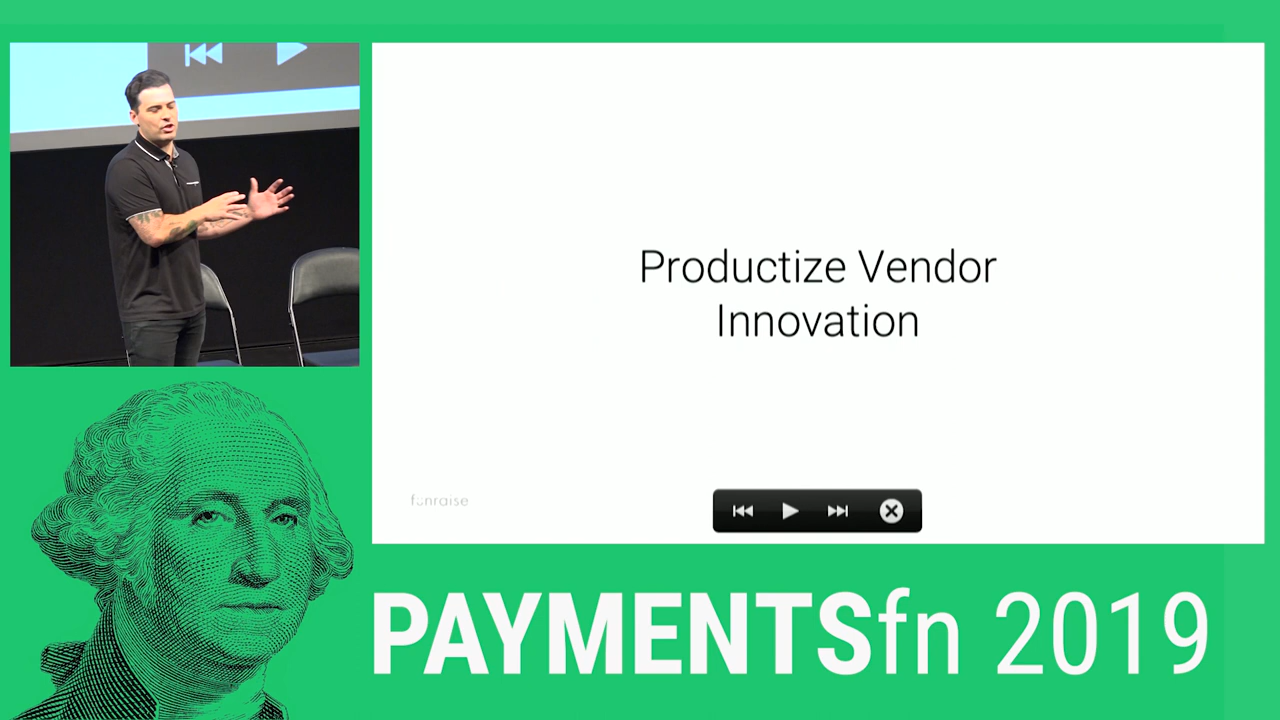 Productize Vendor
Innovation
funraise
PAYMENTSfn 2019